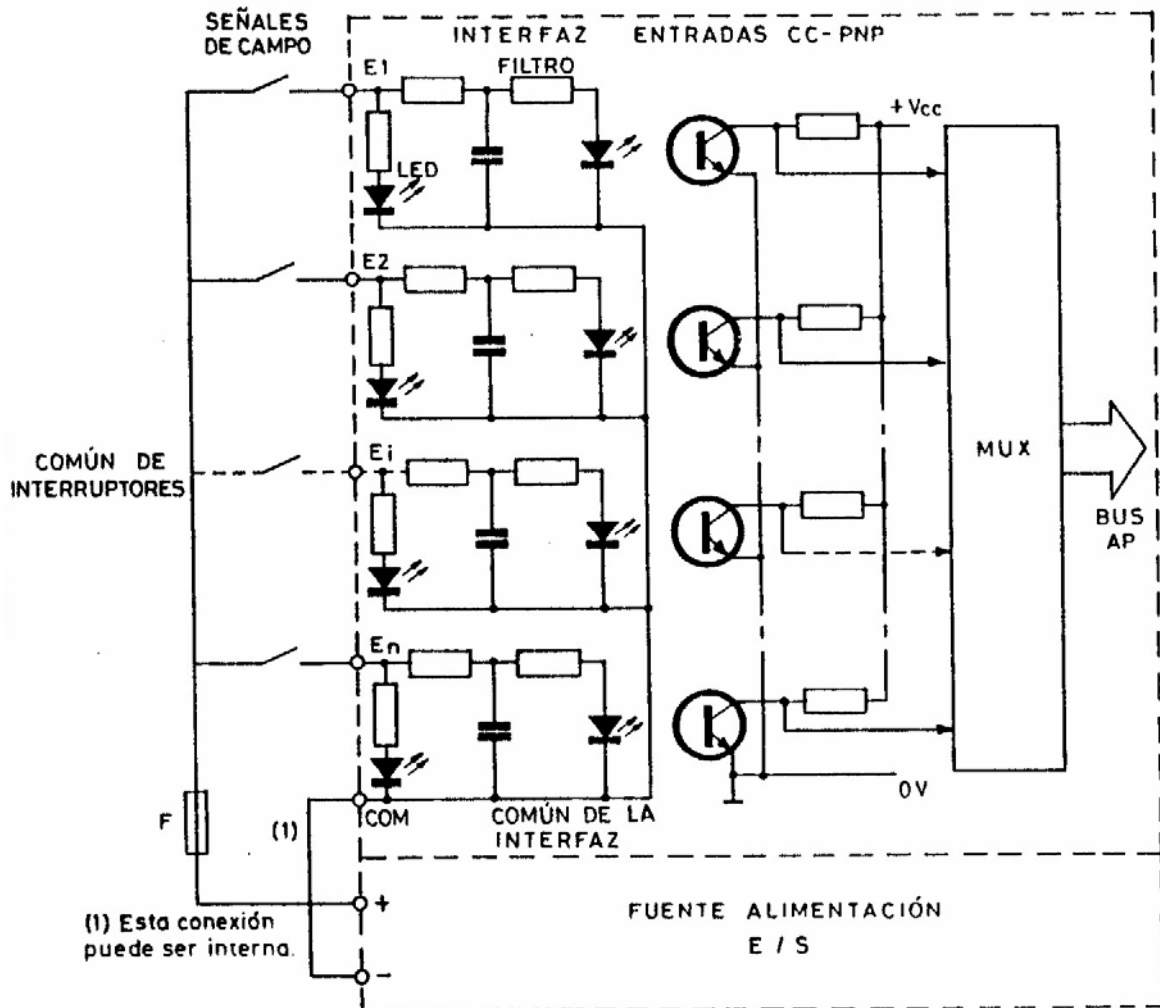 SEÑALES
DE CAMPO
INTERFAZ ENTRADAS CC-PNP
E1
FILTRO
+Vcc
LED
E2
COMÚN DE
INTERRUPTORES
Ei
MUX
BUS
AP
En
F
(1)
COM
COMÚN DE LA
INTERFAZ
0V
+
(1) Esta conexión
puede ser interna.
-
FUENTE ALIMENTACIÓN
E / S